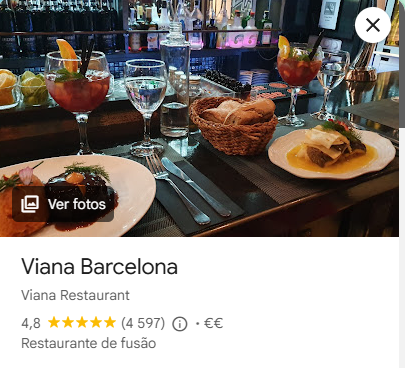 Ver fotos
Viana Barcelona
Viana Restaurant
4,8 ★★★★★ (4 597) · €€
Restaurante de fusão